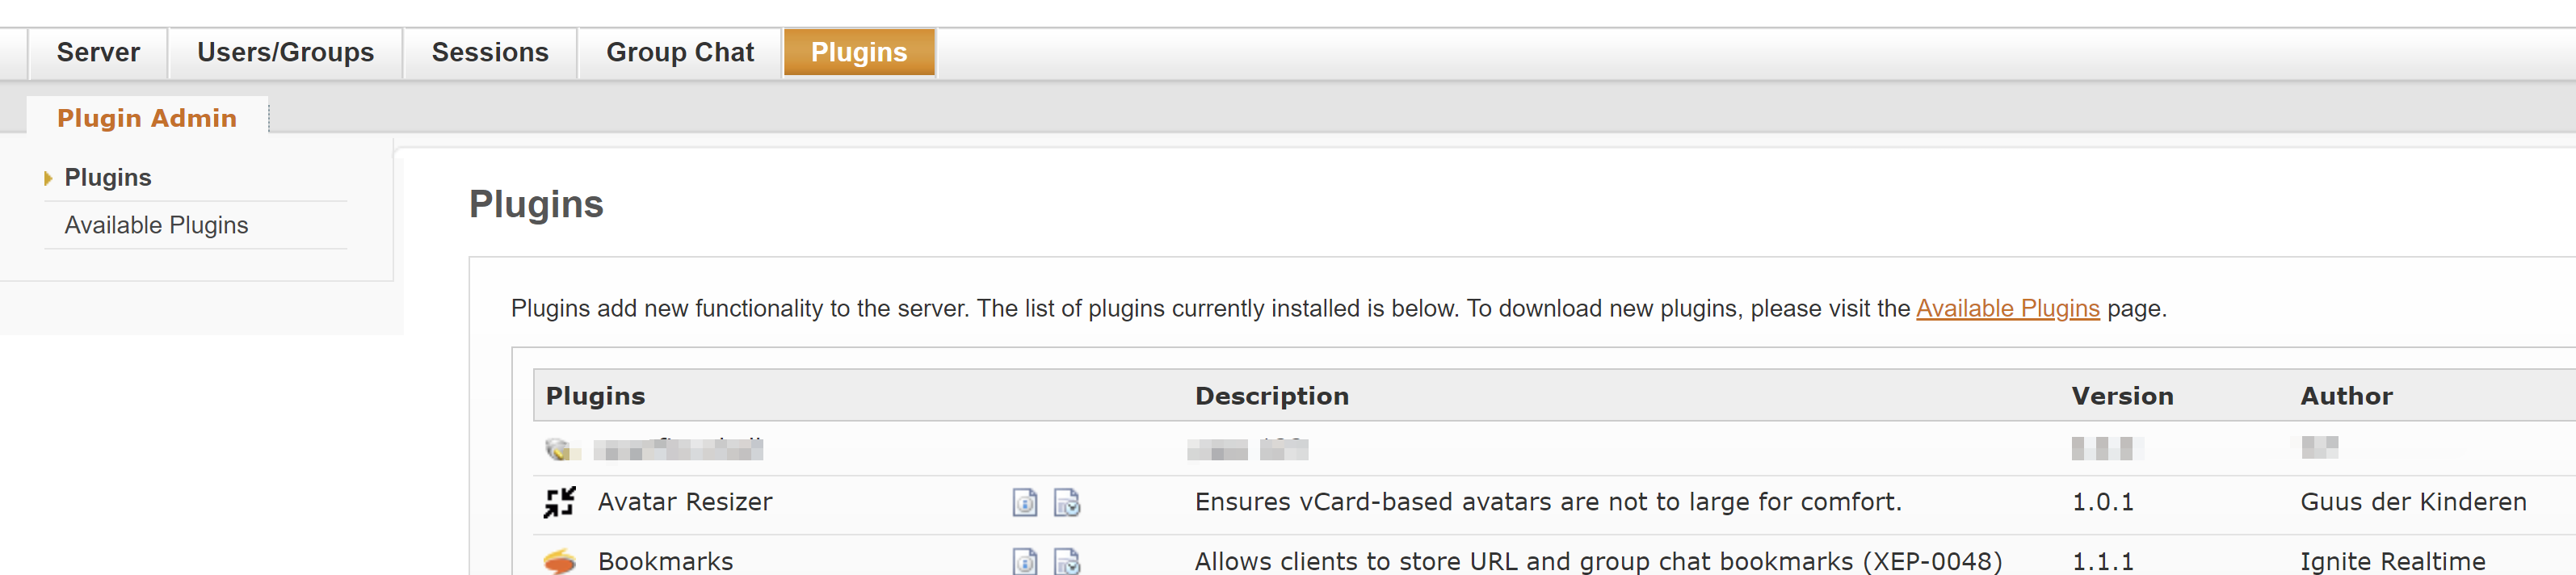 Server Users/Groups Sessions Group Chat Plugins
Plugin Admin
Plugins
Available Plugins
Plugins
Plugins add new functionality to the server. The list of plugins currently installed is below. To download new plugins, please visit the Available Plugins page.
Plugins Description Version Author
Avatar Resizer Ensures vCard-based avatars are not to large for comfort. 1.0.1 Guus der Kinderen
Bookmarks Allows clients to store URL and group chat bookmarks (XEP-0048) 1.1.1 Ignite Realtime